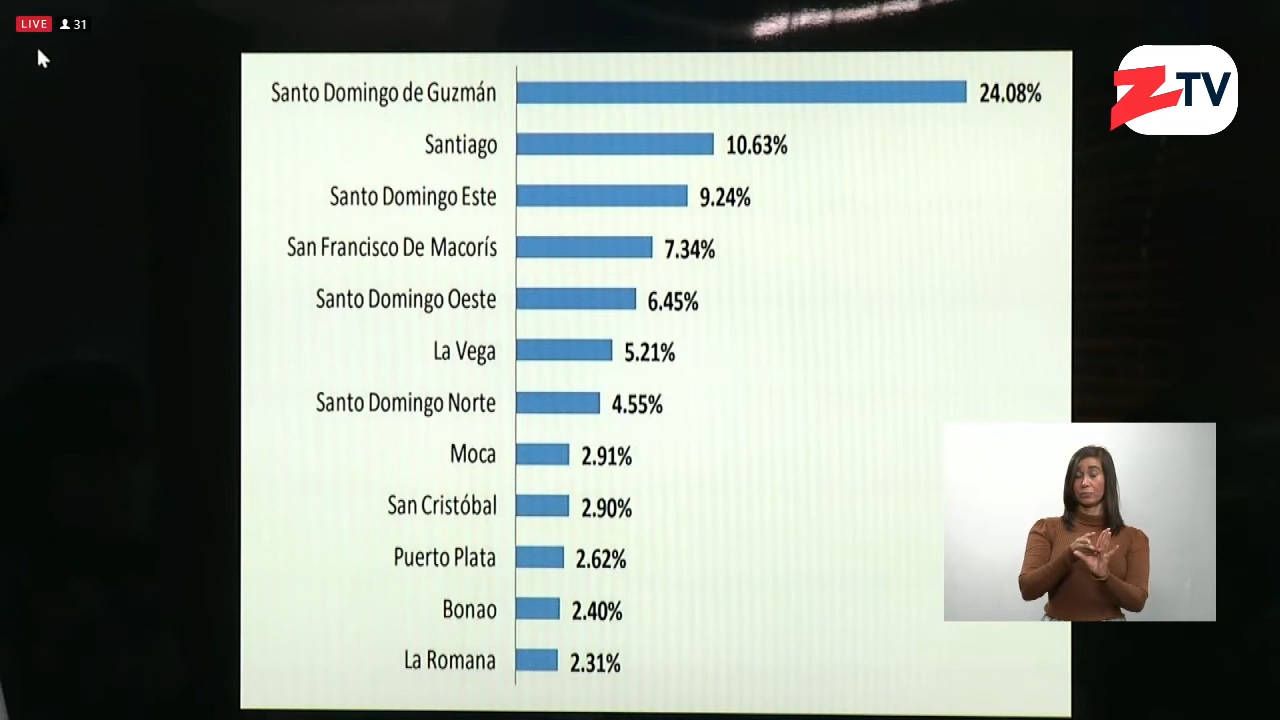 LIVE 31
ZTV
Santo Domingo de Guzmán 24.08%
Santiago 10.63%
Santo Domingo Este 9.24%
San Francisco De Macorís 7.34%
Santo Domingo Oeste 6.45%
La Vega 5.21%
Santo Domingo Norte 4.55%
Moca 2.91%
San Cristóbal 2.90%
Puerto Plata 2.62%
Bonao 2.40%
La Romana 2.31%